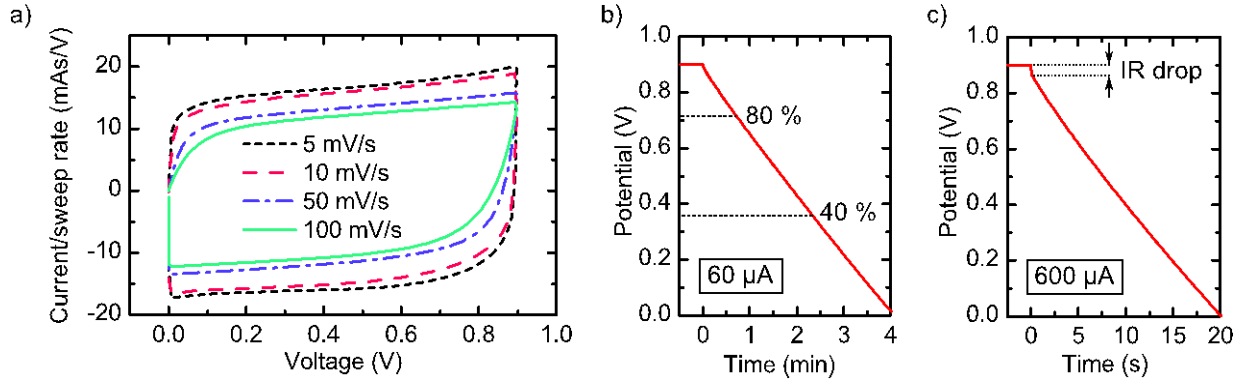 a)
Current/sweep rate (mAs/V)
20
10
0
-10
-20
5 mV/s
10 mV/s
50 mV/s
100 mV/s
0.0
0.2
0.4
0.6
0.8
1.0
Voltage (V)
b)
Potential (V)
1.0
0.8
0.6
0.4
0.2
0.0
80 %
40 %
60 µA
0
1
2
3
4
Time (min)
c)
Potential (V)
1.0
0.8
0.6
0.4
0.2
0.0
IR drop
600 µA
0
5
10
15
20
Time (s)